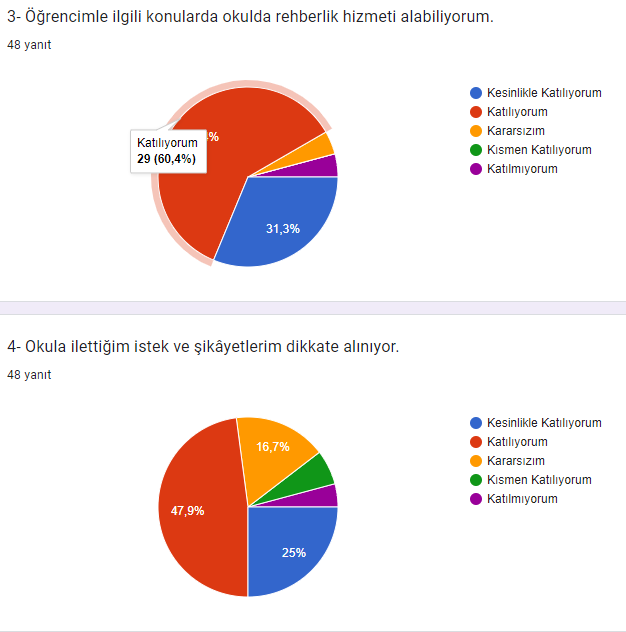 3- Öğrencimle ilgili konularda okulda rehberlik hizmeti alabiliyorum.
48 yanıt
Kesinlikle Katılıyorum
Katılıyorum
Kararsızım
Kısmen Katılıyorum
Katılmıyorum
%
Katılıyorum
29 (60,4%)
31,3%
4- Okula ilettiğim istek ve şikâyetlerim dikkate alınıyor.
48 yanıt
Kesinlikle Katılıyorum
Katılıyorum
Kararsızım
Kısmen Katılıyorum
Katılmıyorum
16,7%
47,9%
25%